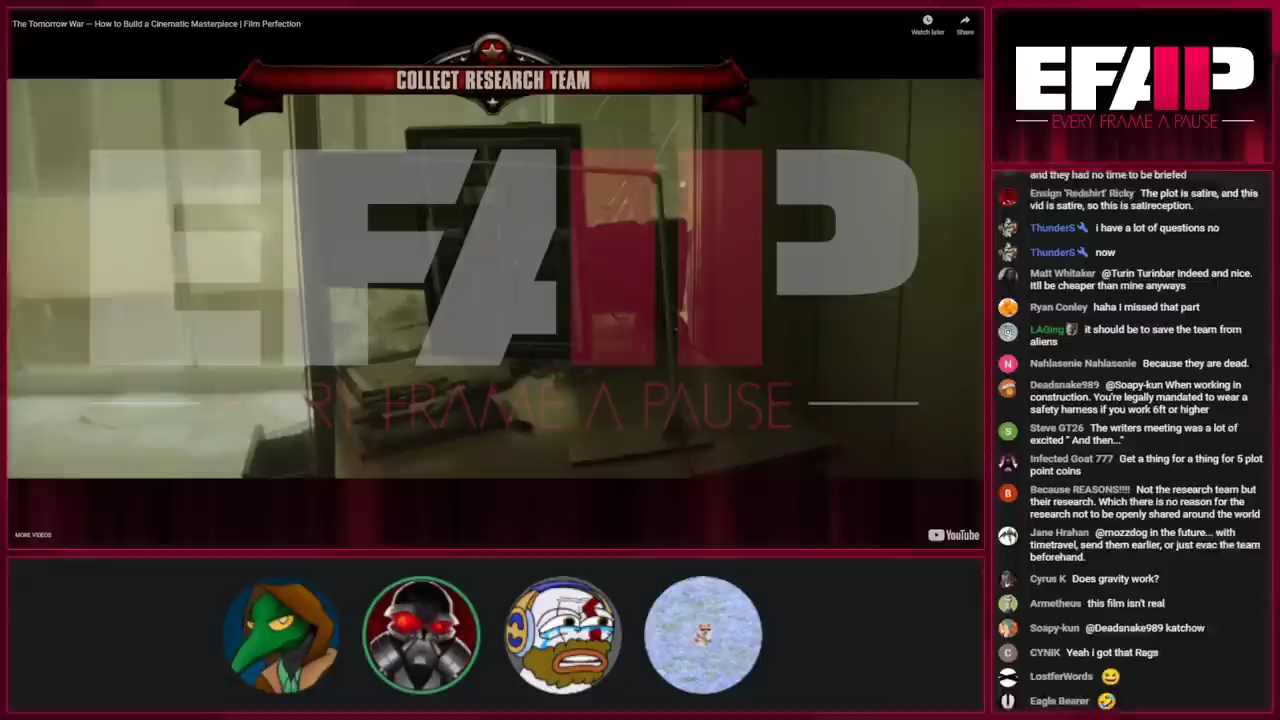 The Tomorrow War — How to Build a Cinematic Masterpiece | Film Perfection
Watch later
Share
COLLECT RESEARCH TEAM
EFAP
RY FRAME A PAUSE
MORE VIDEOS
YouTube
EFAP
EVERY FRAME A PAUSE
and they had no time to be briefed
Ensign 'Redshirt' Ricky The plot is satire, and this
vid is satire, so this is satireception.
ThunderS i have a lot of questions no
ThunderS now
Matt Whitaker @Turin Turinbar Indeed and nice.
Itll be cheaper than mine anyways
Ryan Conley haha I missed that part
LAGing it should be to save the team from
aliens
Nahlasenie Nahlasenie Because they are dead.
Deadsnake989 @Soapy-kun When working in
construction. You're legally mandated to wear a
safety harness if you work 6ft or higher
Steve GT26 The writers meeting was a lot of
excited " And then..."
Infected Goat 777 Get a thing for a thing for 5 plot
point coins
Because REASONS!!!! Not the research team but
their research. Which there is no reason for the
research not to be openly shared around the world
Jane Hrahan @mozzdog in the future... with
timetravel, send them earlier, or just evac the team
beforehand.
Cyrus K Does gravity work?
Armetheus this film isn't real
Soapy-kun @Deadsnake989 katchow
CYNIK Yeah i got that Rags
LostferWords
Eagle Bearer